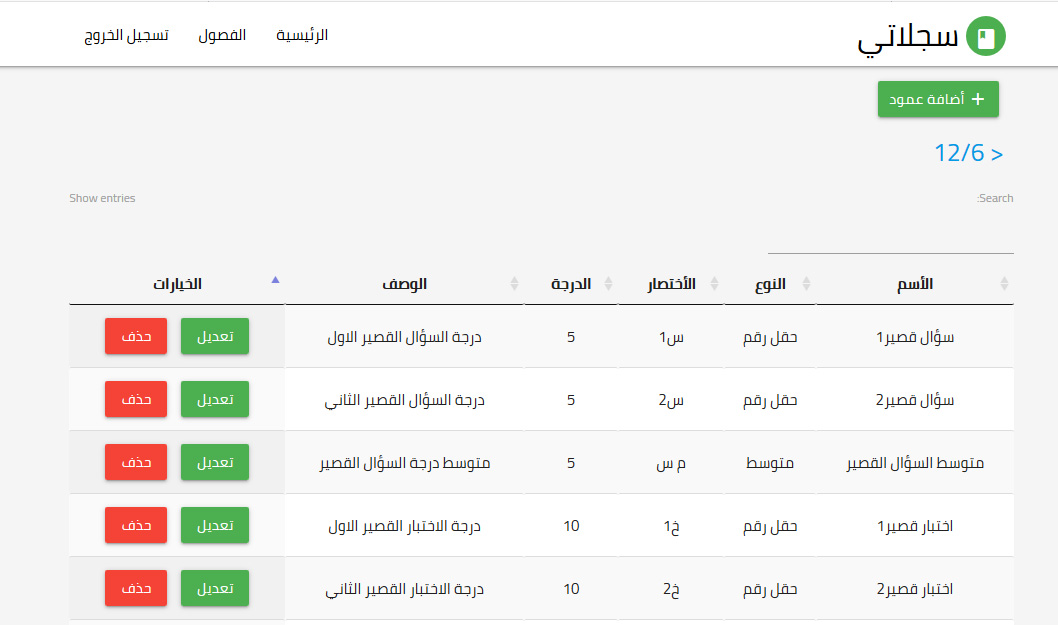 سجلاتي
الرئيسية الفصول تسجيل الخروج
+ أضافة عمود
12/6 >
Search: Show entries
الأسم النوع الأختصار الدرجة الوصف الخيارات
سؤال قصير1 حقل رقم س1 5 درجة السؤال القصير الاول تعديل حذف
سؤال قصير2 حقل رقم س2 5 درجة السؤال القصير الثاني تعديل حذف
متوسط السؤال القصير متوسط م س 5 متوسط درجة السؤال القصير تعديل حذف
اختبار قصير1 حقل رقم خ1 10 درجة الاختبار القصير الاول تعديل حذف
اختبار قصير2 حقل رقم خ2 10 درجة الاختبار القصير الثاني تعديل حذف